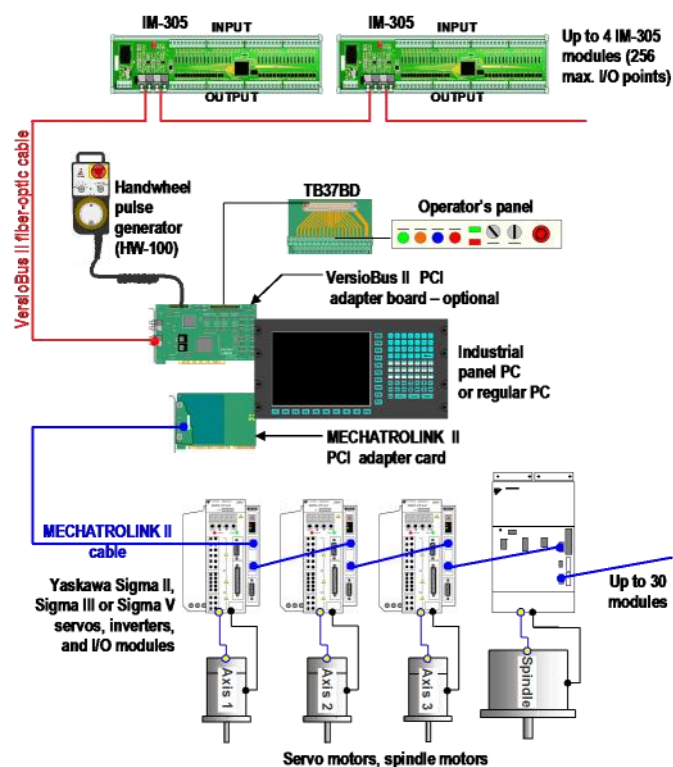 IM-305
IM-305
INPUT
INPUT
Up to 4 IM-305
modules (256
max. I/O points)
OUTPUT
OUTPUT
VersioBus II fiber-optic cable
Handwheel
pulse
generator
(HW-100)
TB37BD
Operator's panel
VersioBus II PCI
adapter board – optional
Industrial
panel PC
or regular PC
MECHATROLINK II
PCI adapter card
MECHATROLINK II
cable
Yaskawa Sigma II,
Sigma III or Sigma V
servos, inverters,
and I/O modules
Up to 30
modules
Axis 1
Axis 2
Axis 3
Spindle
Servo motors, spindle motors